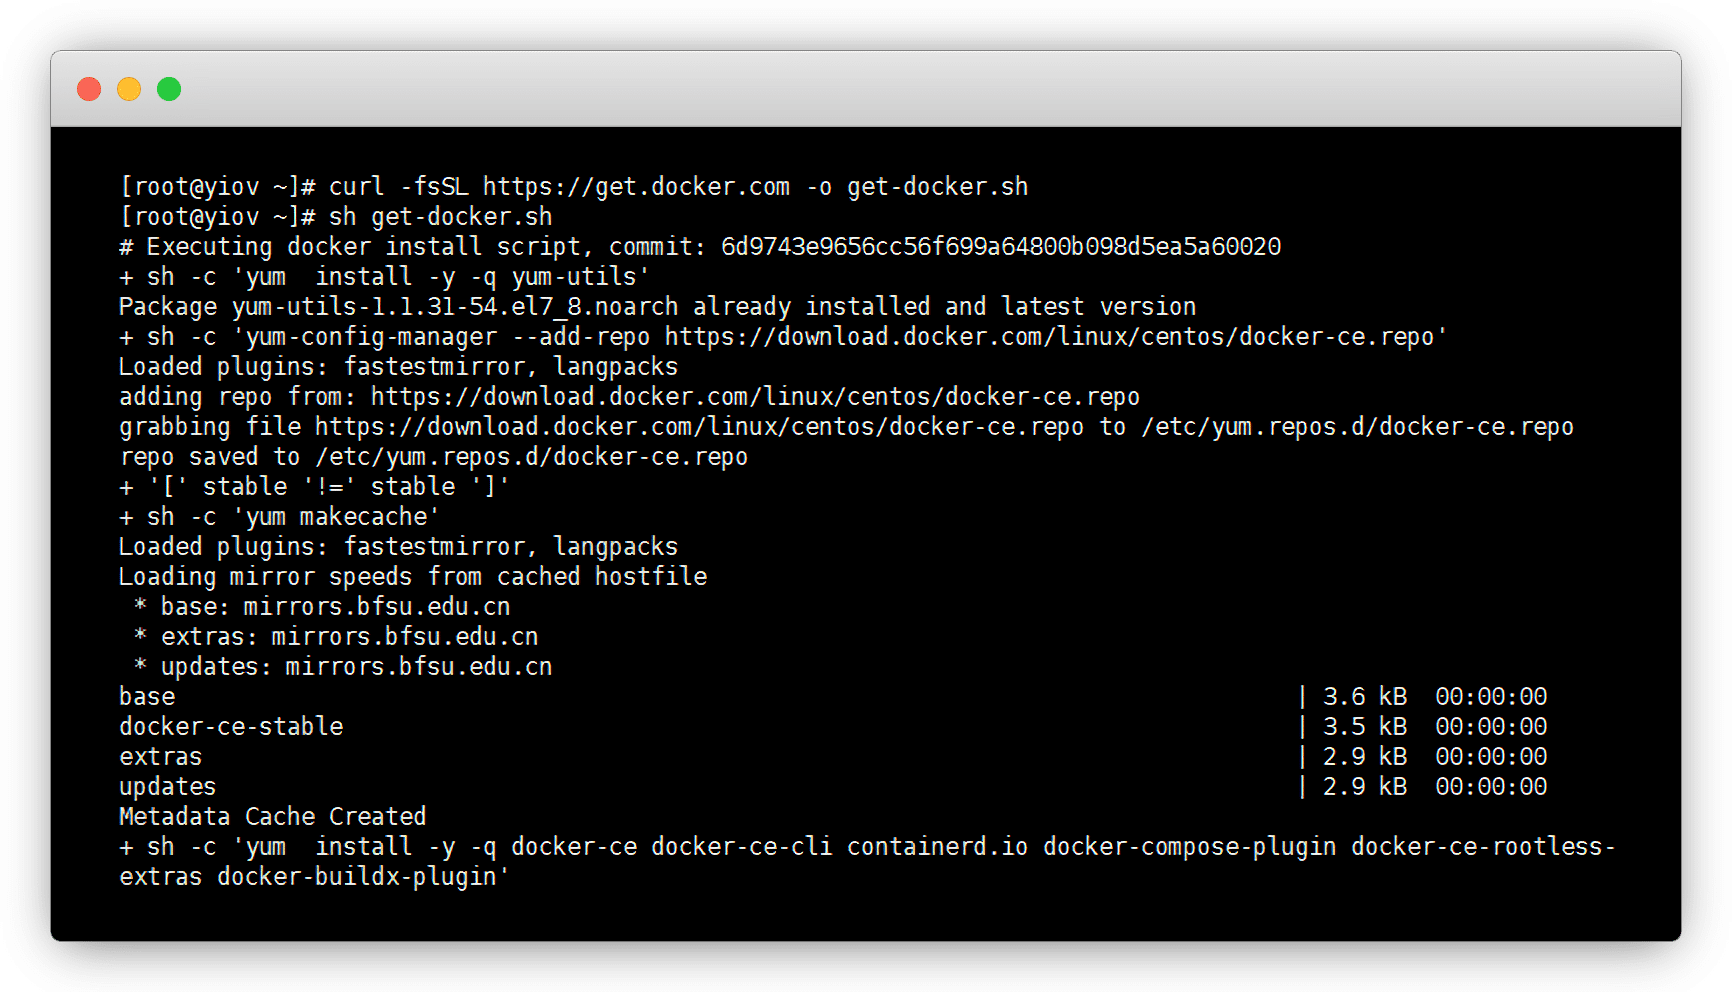 [root@yiov ~]# curl -fsSL https://get.docker.com -o get-docker.sh
[root@yiov ~]# sh get-docker.sh
# Executing docker install script, commit: 6d9743e9656cc56f699a64800b098d5ea5a60020
+ sh -c 'yum  install -y -q yum-utils'
Package yum-utils-1.1.31-54.el7_8.noarch already installed and latest version
+ sh -c 'yum-config-manager --add-repo https://download.docker.com/linux/centos/docker-ce.repo'
Loaded plugins: fastestmirror, langpacks
adding repo from: https://download.docker.com/linux/centos/docker-ce.repo
grabbing file https://download.docker.com/linux/centos/docker-ce.repo to /etc/yum.repos.d/docker-ce.repo
repo saved to /etc/yum.repos.d/docker-ce.repo
+ '[' stable '!=' stable ']'
+ sh -c 'yum makecache'
Loaded plugins: fastestmirror, langpacks
Loading mirror speeds from cached hostfile
 * base: mirrors.bfsu.edu.cn
 * extras: mirrors.bfsu.edu.cn
 * updates: mirrors.bfsu.edu.cn
base | 3.6 kB  00:00:00
docker-ce-stable | 3.5 kB  00:00:00
extras | 2.9 kB  00:00:00
updates | 2.9 kB  00:00:00
Metadata Cache Created
+ sh -c 'yum  install -y -q docker-ce docker-ce-cli containerd.io docker-compose-plugin docker-ce-rootless-
extras docker-buildx-plugin'